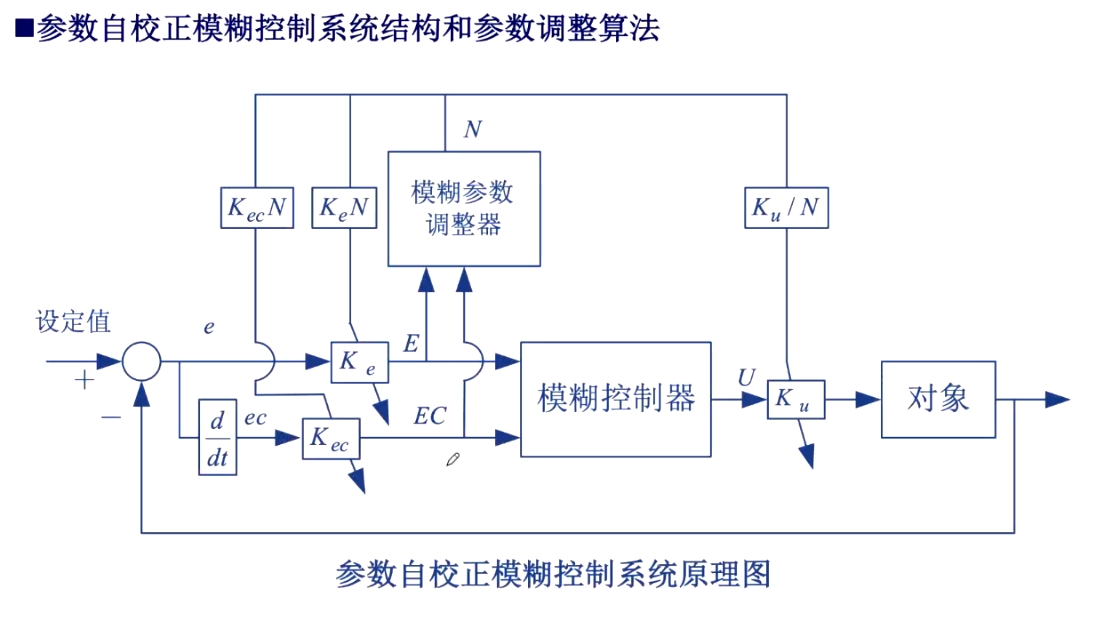 ■参数自校正模糊控制系统结构和参数调整算法
N
K_{ec}N
K_eN
模糊参数
调整器
K_u/N
设定值
e
+
−
K_e
E
d/dt
ec
K_{ec}
EC
模糊控制器
U
K_u
对象
参数自校正模糊控制系统原理图